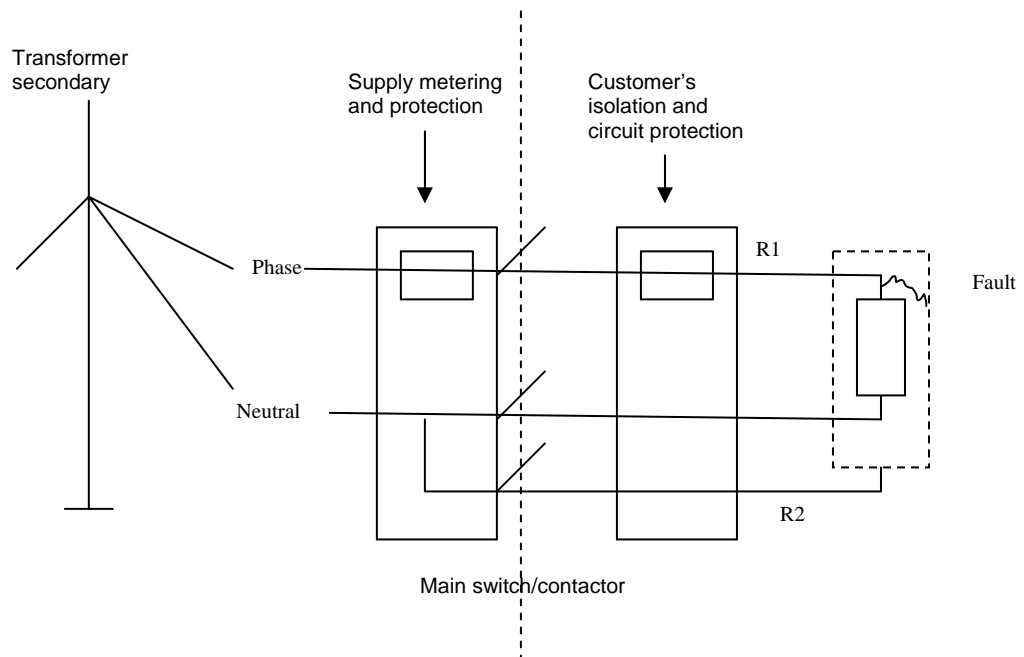 Transformer
secondary
Supply metering
and protection
Customer’s
isolation and
circuit protection
R1
Phase
Fault
Neutral
R2
Main switch/contactor